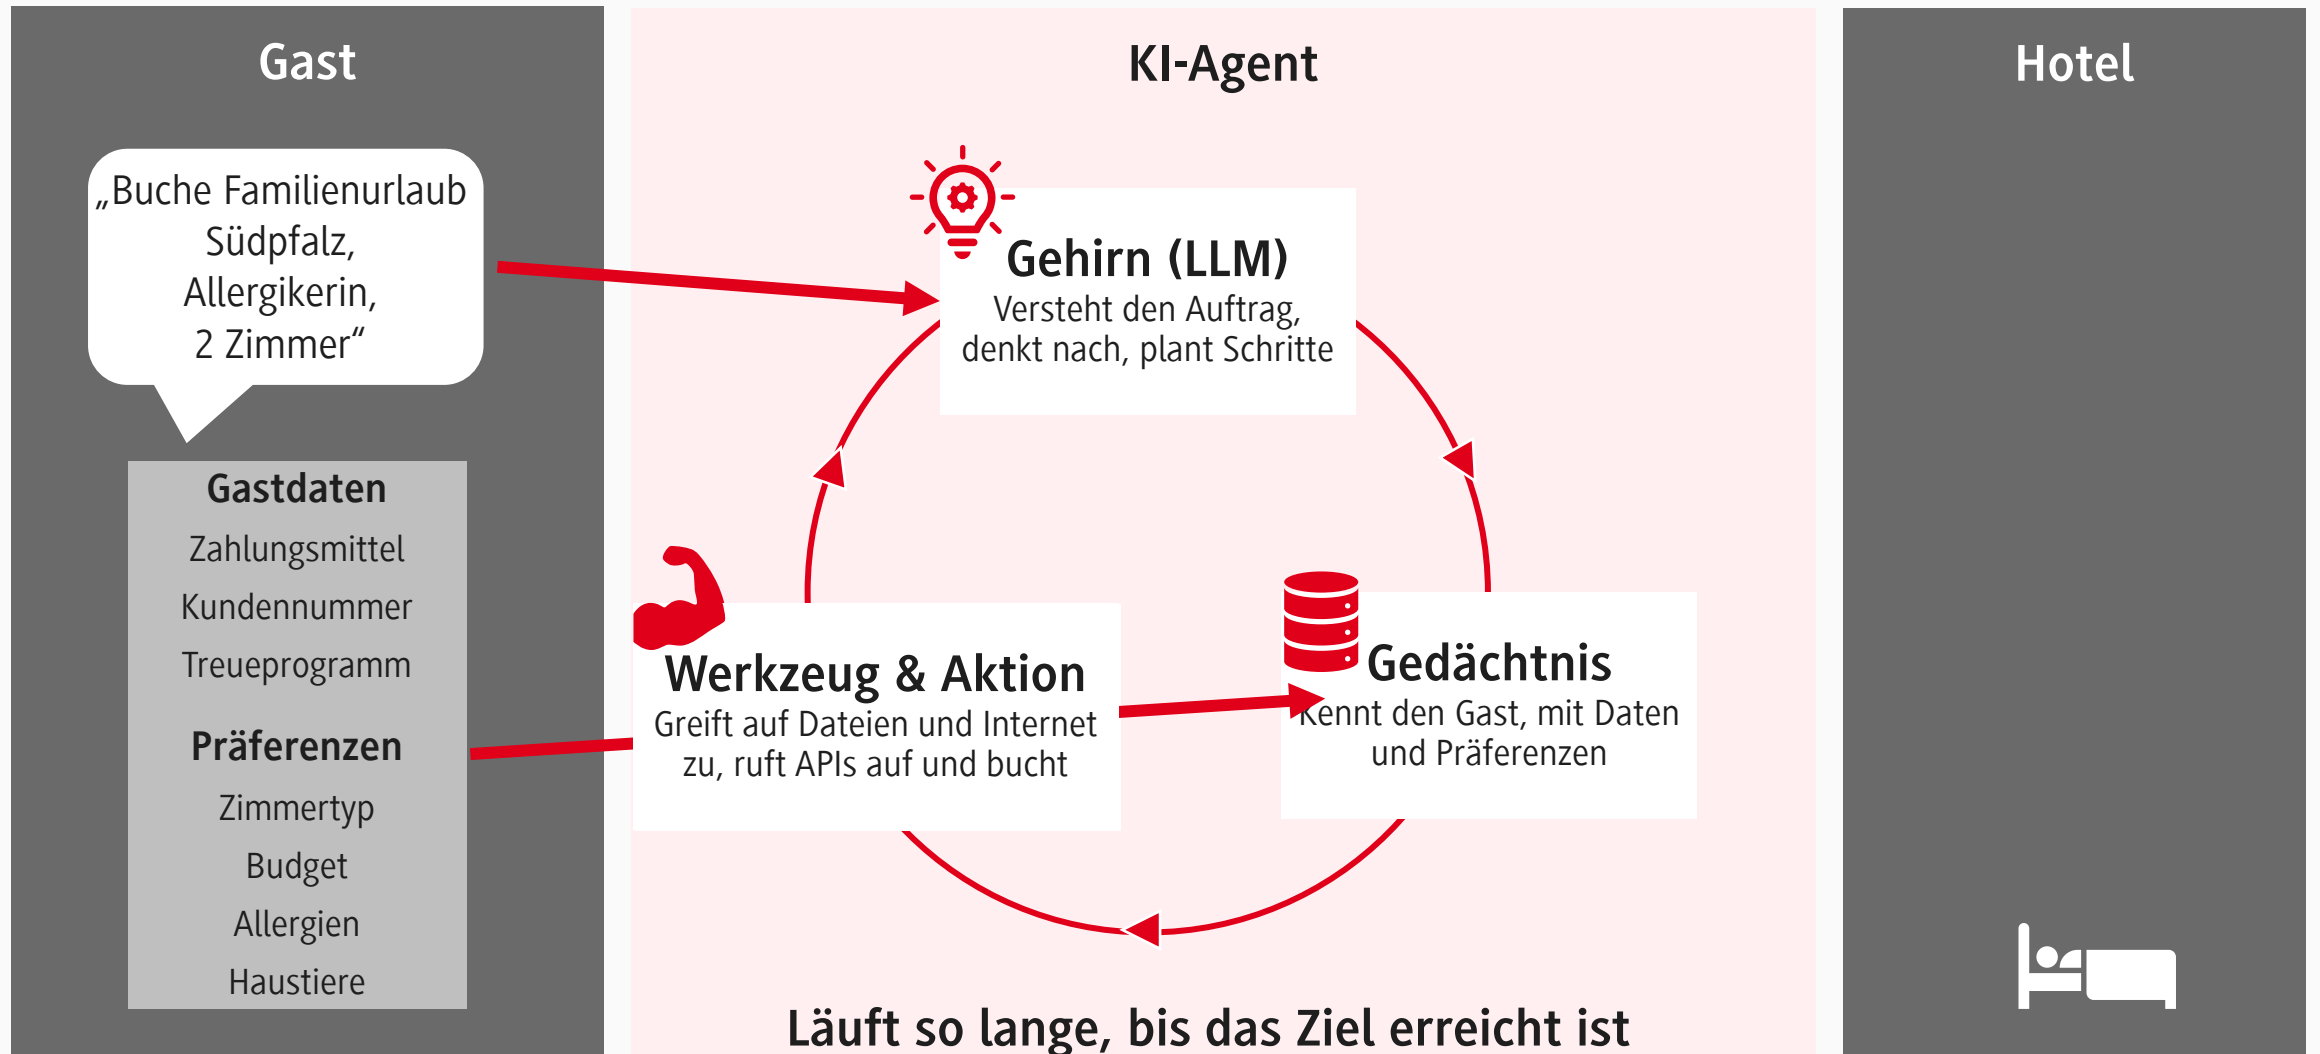 Gast
„Buche Familienurlaub
Südpfalz,
Allergikerin,
2 Zimmer“
Gastdaten
Zahlungsmittel
Kundennummer
Treueprogramm
Präferenzen
Zimmertyp
Budget
Allergien
Haustiere
KI-Agent
Gehirn (LLM)
Versteht den Auftrag,
denkt nach, plant Schritte
Werkzeug & Aktion
Greift auf Dateien und Internet
zu, ruft APIs auf und bucht
Gedächtnis
Kennt den Gast, mit Daten
und Präferenzen
Läuft so lange, bis das Ziel erreicht ist
Hotel